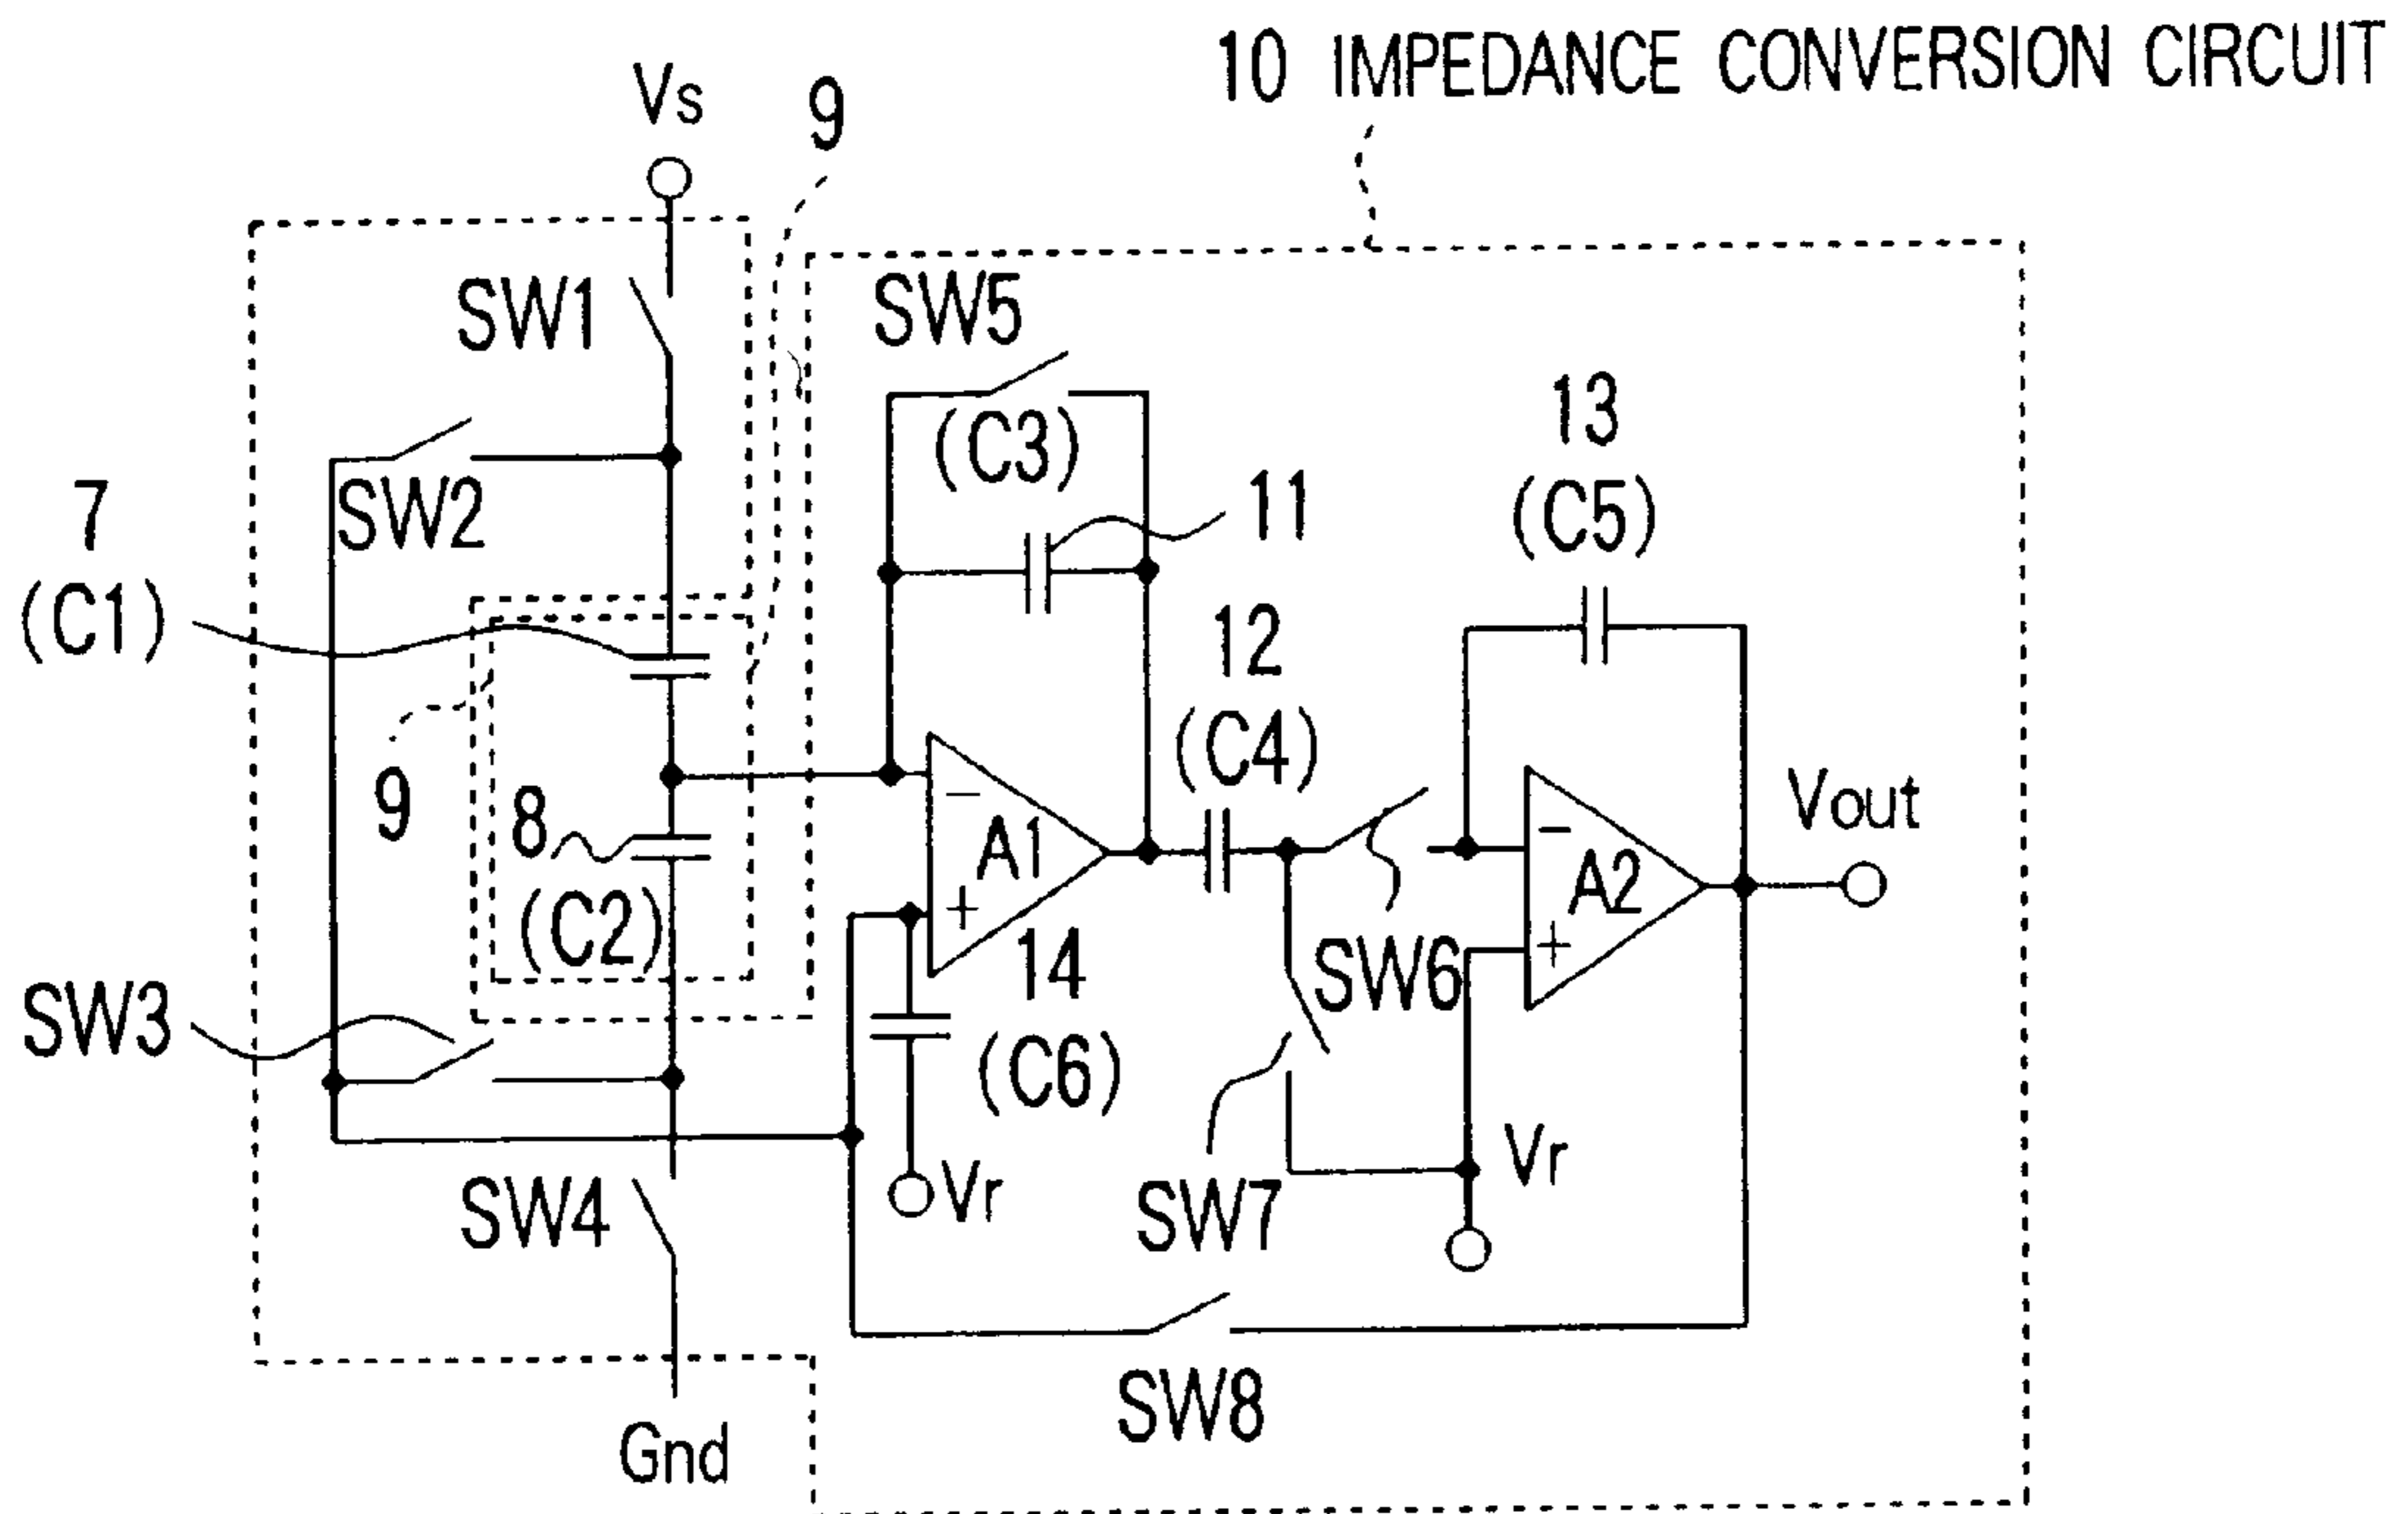 10 IMPEDANCE CONVERSION CIRCUIT
Vs
9
SW1
SW5
(C3)
13
(C5)
SW2
7
(C1)
11
12
(C4)
9
8
(C2)
−
A1
+
−
A2
+
Vout
SW3
14
(C6)
SW6
Vr
Vr
SW4
SW7
SW8
Gnd